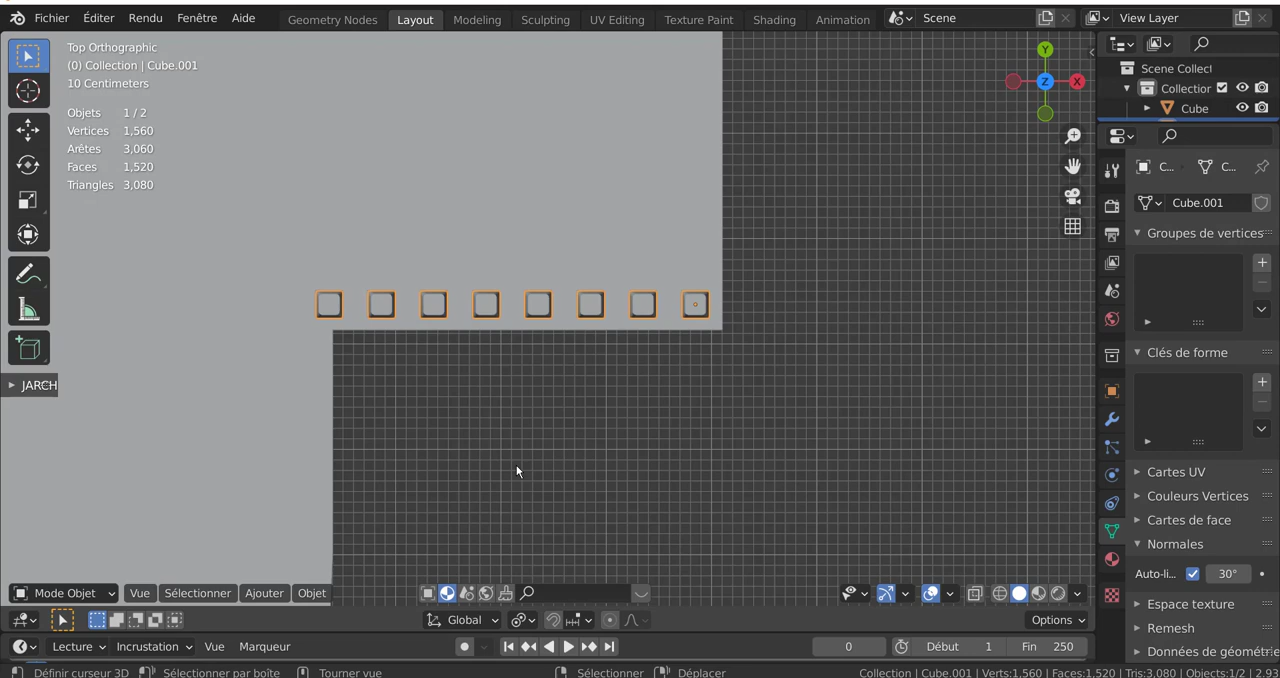 Fichier Éditer Rendu Fenêtre Aide Geometry Nodes Layout Modeling Sculpting UV Editing Texture Paint Shading Animation Scene View Layer
Top Orthographic
(0) Collection | Cube.001
10 Centimeters
Objets 1 / 2
Vertices 1,560
Arêtes 3,060
Faces 1,520
Triangles 3,080
JARCH
Y
Z
X
Scene Collect
Collection
Cube
C... C...
Cube.001
Groupes de vertices
Clés de forme
Cartes UV
Couleurs Vertices
Cartes de face
Normales
Auto-li... 30°
Espace texture
Remesh
Données de géométrie
Mode Objet Vue Sélectionner Ajouter Objet
Global Options
Lecture Incrustation Vue Marqueur 0 Début 1 Fin 250
Définir curseur 3D Sélectionner par boîte Tourner vue Sélectionner Déplacer Collection | Cube.001 | Verts:1,560 | Faces:1,520 | Tris:3,080 | Objets:1/2 | 2.93